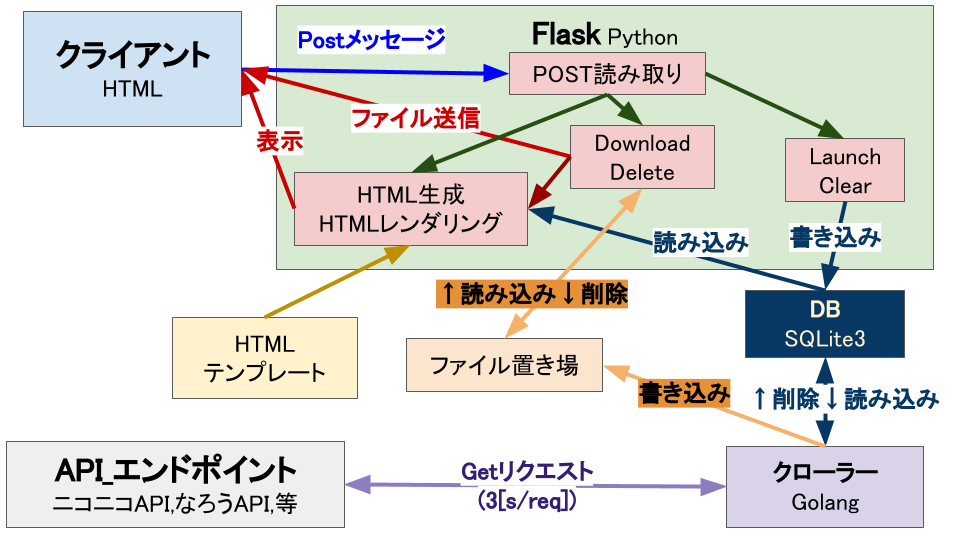 クライアント
HTML
Postメッセージ
Flask Python
POST読み取り
ファイル送信
表示
Download
Delete
Launch
Clear
HTML生成
HTMLレンダリング
読み込み
書き込み
↑読み込み↓削除
DB
SQLite3
HTML
テンプレート
ファイル置き場
書き込み
↑削除↓読み込み
API_エンドポイント
ニコニコAPI,なろうAPI,等
Getリクエスト
(3[s/req])
クローラー
Golang